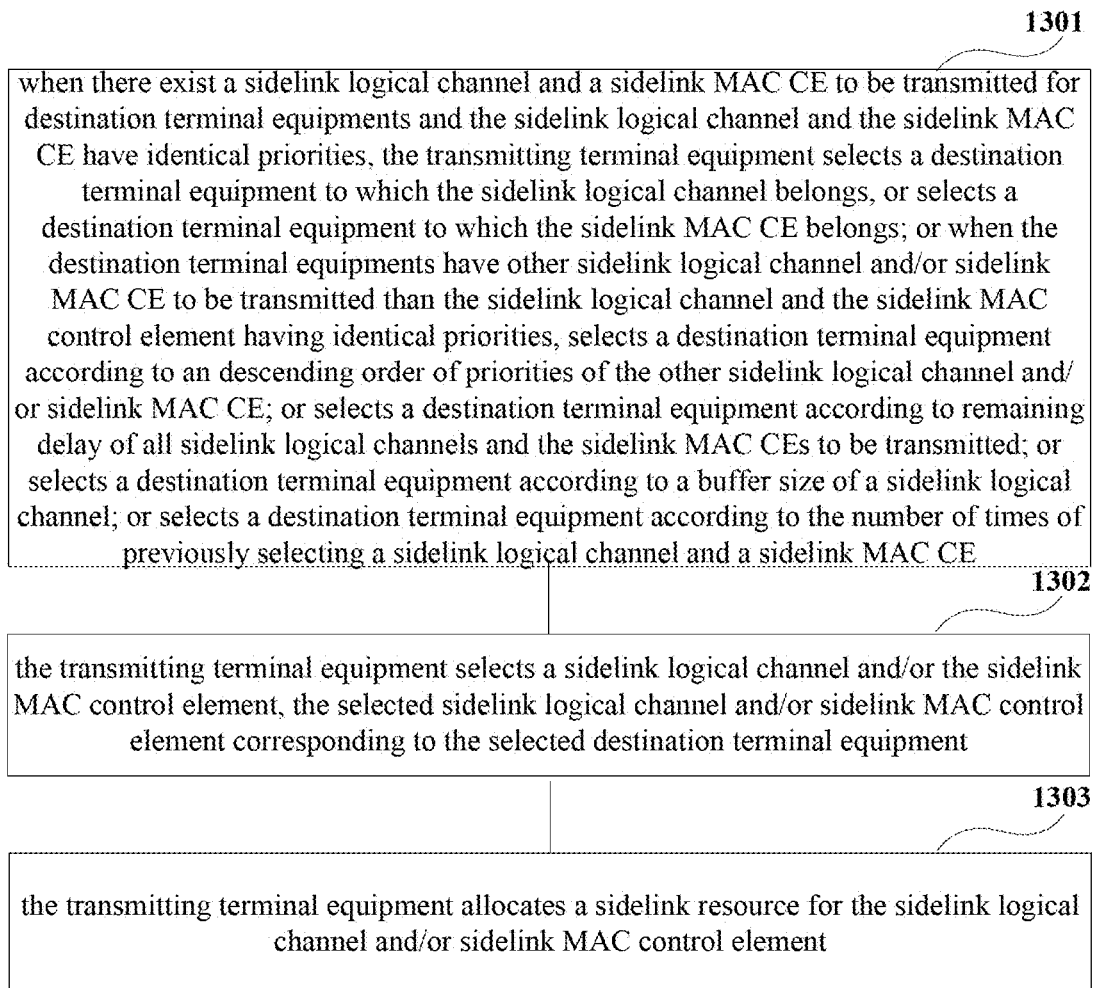 1301
when there exist a sidelink logical channel and a sidelink MAC CE to be transmitted for
destination terminal equipments and the sidelink logical channel and the sidelink MAC
CE have identical priorities, the transmitting terminal equipment selects a destination
terminal equipment to which the sidelink logical channel belongs, or selects a
destination terminal equipment to which the sidelink MAC CE belongs; or when the
destination terminal equipments have other sidelink logical channel and/or sidelink
MAC CE to be transmitted than the sidelink logical channel and the sidelink MAC
control element having identical priorities, selects a destination terminal equipment
according to an descending order of priorities of the other sidelink logical channel and/
or sidelink MAC CE; or selects a destination terminal equipment according to remaining
delay of all sidelink logical channels and the sidelink MAC CEs to be transmitted; or
selects a destination terminal equipment according to a buffer size of a sidelink logical
channel; or selects a destination terminal equipment according to the number of times of
previously selecting a sidelink logical channel and a sidelink MAC CE
1302
the transmitting terminal equipment selects a sidelink logical channel and/or the sidelink
MAC control element, the selected sidelink logical channel and/or sidelink MAC control
element corresponding to the selected destination terminal equipment
1303
the transmitting terminal equipment allocates a sidelink resource for the sidelink logical
channel and/or sidelink MAC control element